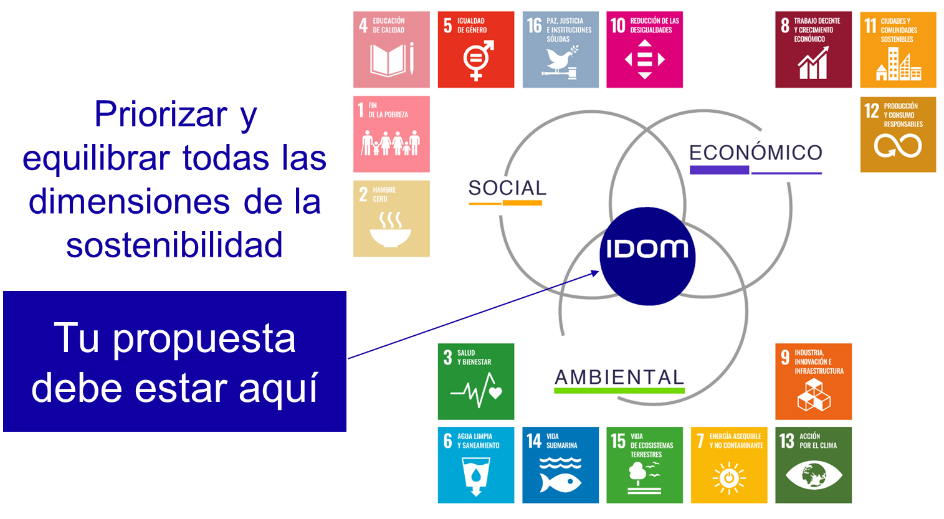 4 EDUCACIÓN
DE CALIDAD
5 IGUALDAD
DE GÉNERO
16 PAZ, JUSTICIA
E INSTITUCIONES
SÓLIDAS
10 REDUCCIÓN DE LAS
DESIGUALDADES
8 TRABAJO DECENTE
Y CRECIMIENTO
ECONÓMICO
11 CIUDADES Y
COMUNIDADES
SOSTENIBLES
Priorizar y
equilibrar todas las
dimensiones de la
sostenibilidad
1 FIN
DE LA POBREZA
12 PRODUCCIÓN
Y CONSUMO
RESPONSABLES
2 HAMBRE
CERO
SOCIAL
ECONÓMICO
IDOM
Tu propuesta
debe estar aquí
AMBIENTAL
3 SALUD
Y BIENESTAR
9 INDUSTRIA,
INNOVACIÓN E
INFRAESTRUCTURA
6 AGUA LIMPIA
Y SANEAMIENTO
14 VIDA
SUBMARINA
15 VIDA
DE ECOSISTEMAS
TERRESTRES
7 ENERGÍA ASEQUIBLE
Y NO CONTAMINANTE
13 ACCIÓN
POR EL CLIMA